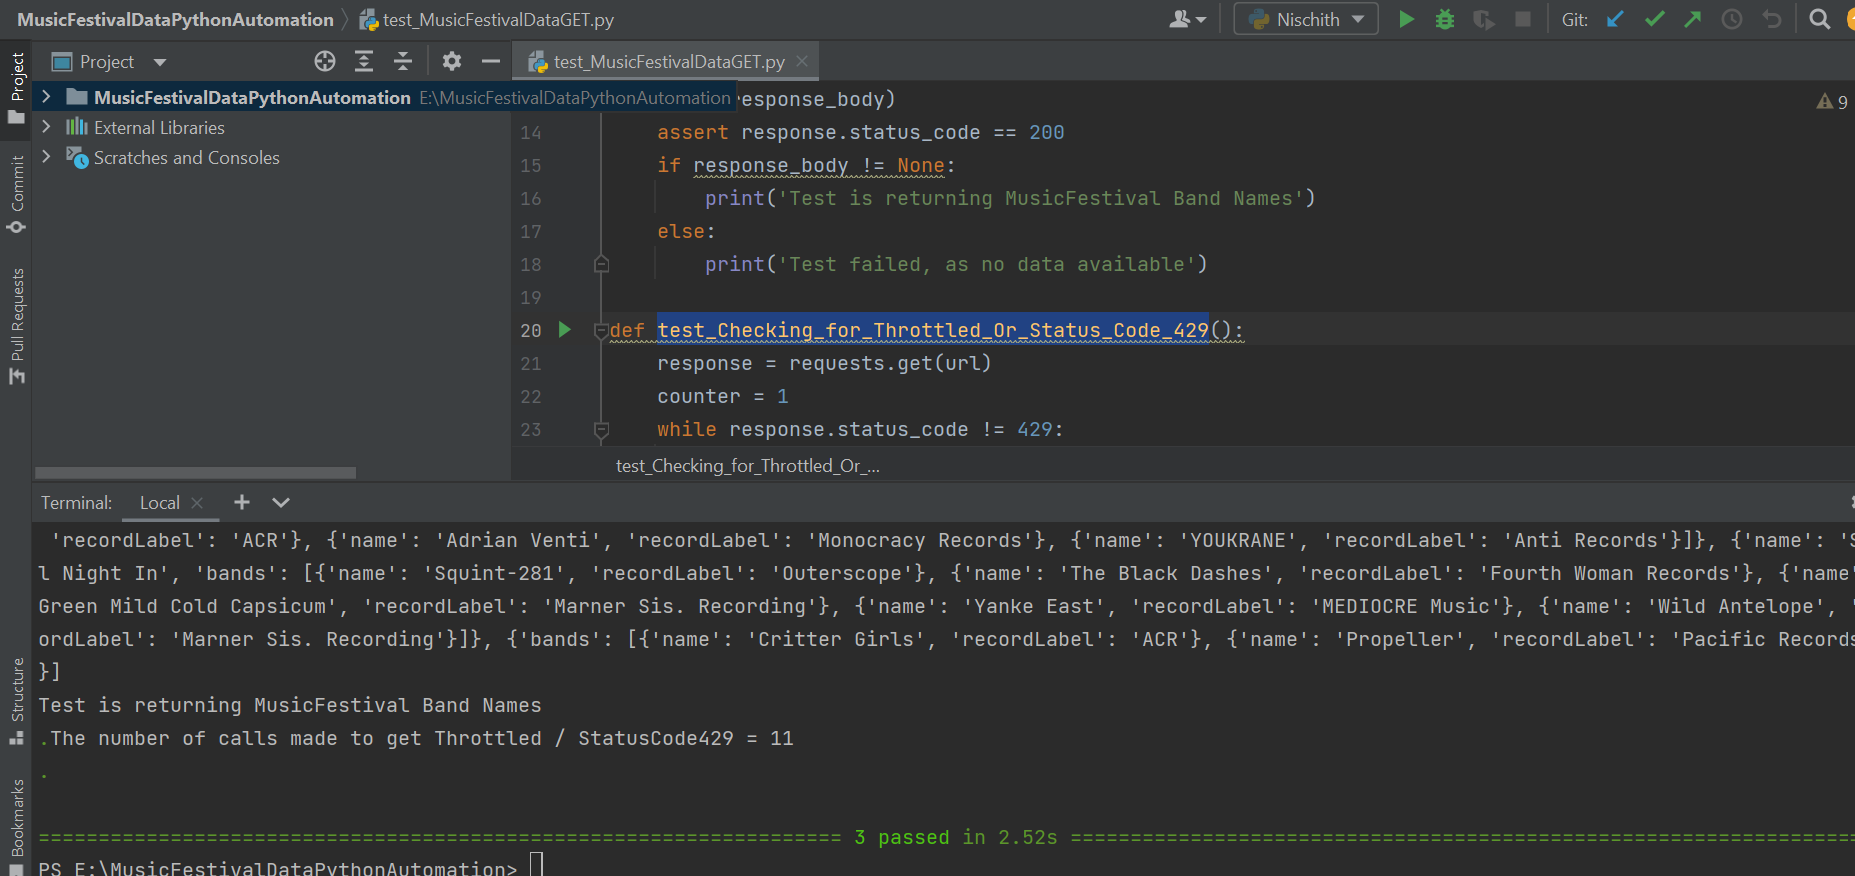 MusicFestivalDataPythonAutomation
test_MusicFestivalDataGET.py
Nischith
Git:
Project
Project
test_MusicFestivalDataGET.py
MusicFestivalDataPythonAutomation E:\MusicFestivalDataPythonAutomation
External Libraries
Scratches and Consoles
Commit
Pull Requests
Structure
Bookmarks
esponse_body)
9
14 assert response.status_code == 200
15 if response_body != None:
16 print('Test is returning MusicFestival Band Names')
17 else:
18 print('Test failed, as no data available')
19
20 def test_Checking_for_Throttled_Or_Status_Code_429():
21 response = requests.get(url)
22 counter = 1
23 while response.status_code != 429:
test_Checking_for_Throttled_Or_...
Terminal: Local
'recordLabel': 'ACR'}, {'name': 'Adrian Venti', 'recordLabel': 'Monocracy Records'}, {'name': 'YOUKRANE', 'recordLabel': 'Anti Records'}]}, {'name': 'S
l Night In', 'bands': [{'name': 'Squint-281', 'recordLabel': 'Outerscope'}, {'name': 'The Black Dashes', 'recordLabel': 'Fourth Woman Records'}, {'name'
Green Mild Cold Capsicum', 'recordLabel': 'Marner Sis. Recording'}, {'name': 'Yanke East', 'recordLabel': 'MEDIOCRE Music'}, {'name': 'Wild Antelope', '
ordLabel': 'Marner Sis. Recording'}]}, {'bands': [{'name': 'Critter Girls', 'recordLabel': 'ACR'}, {'name': 'Propeller', 'recordLabel': 'Pacific Records
}]
Test is returning MusicFestival Band Names
.The number of calls made to get Throttled / StatusCode429 = 11
.
=================================================================== 3 passed in 2.52s ==================================================================
PS E:\MusicFestivalDataPythonAutomation>